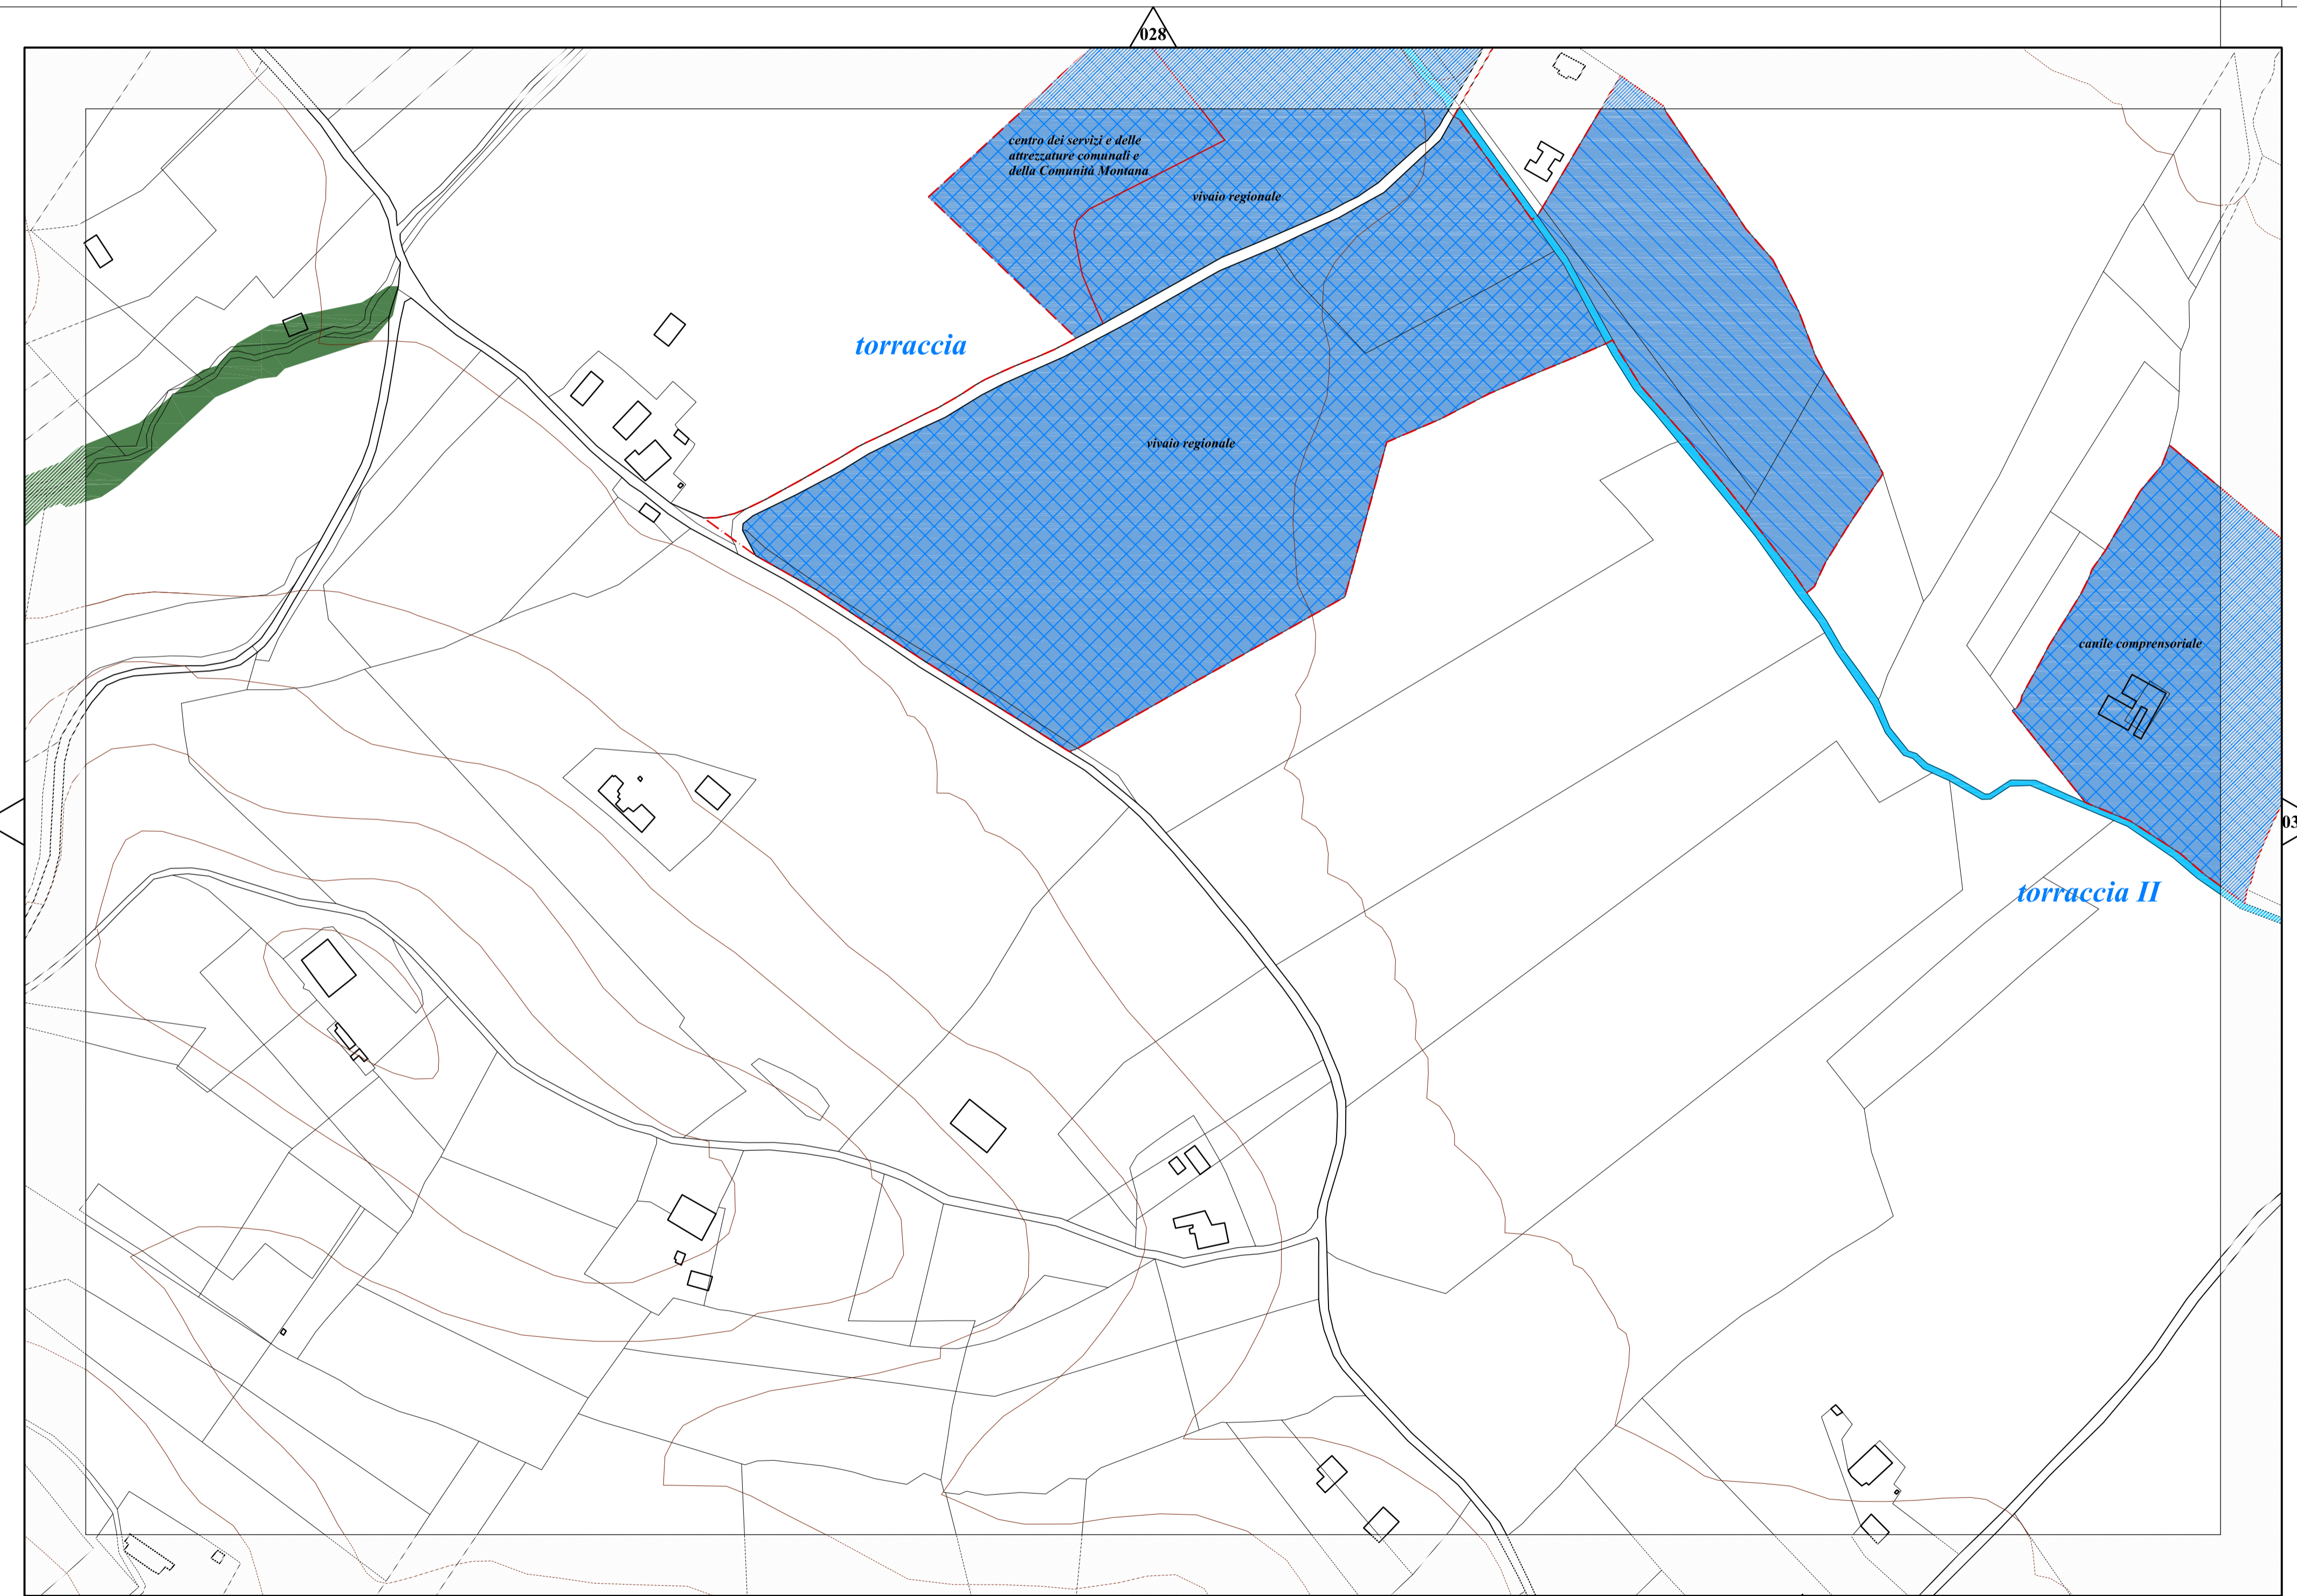 028
centro dei servizi e delle
attrezzature comunali e
della Comunità Montana
vivaio regionale
torraccia
vivaio regionale
canile comprensoriale
03
torraccia II